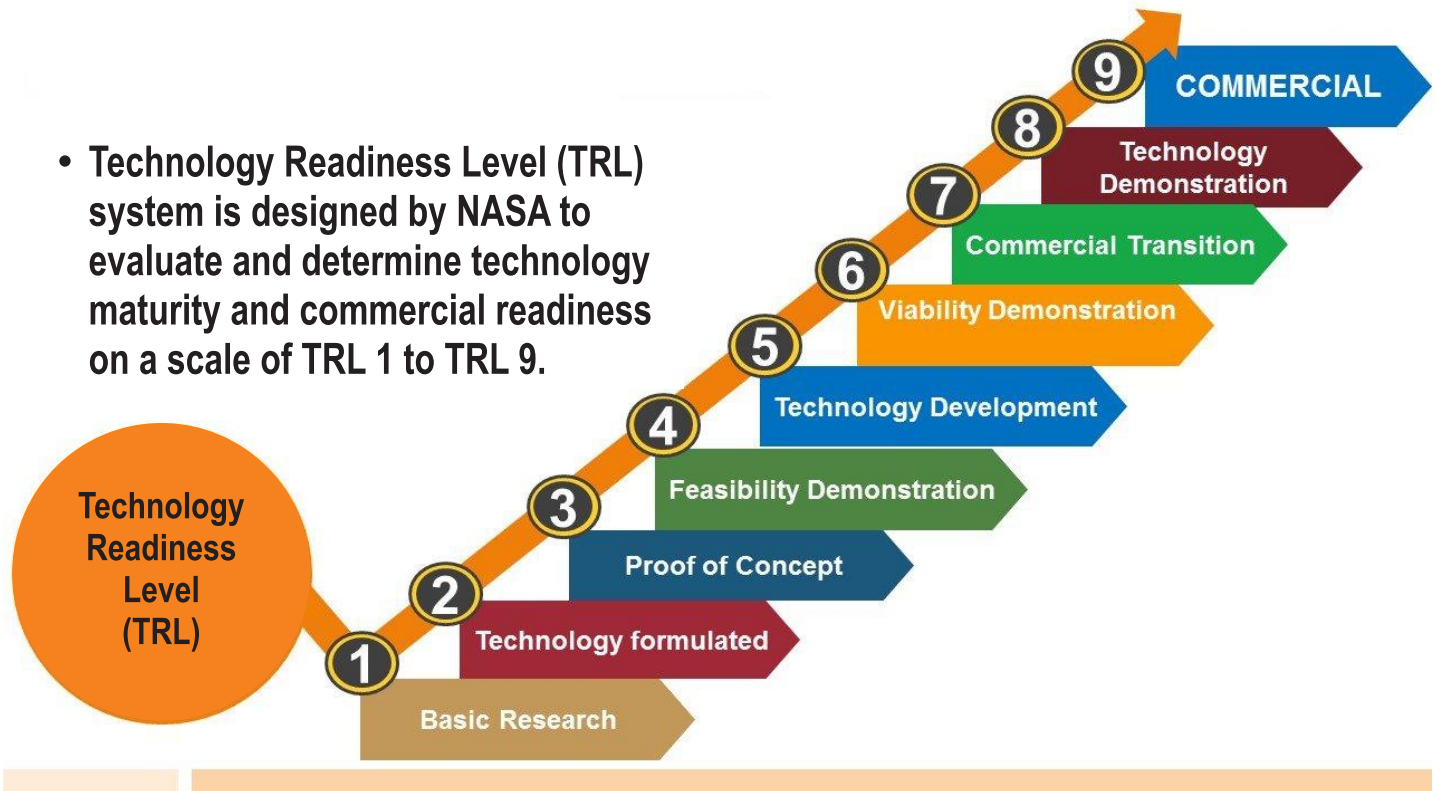 • Technology Readiness Level (TRL)
system is designed by NASA to
evaluate and determine technology
maturity and commercial readiness
on a scale of TRL 1 to TRL 9.
Technology
Readiness
Level
(TRL)
9
COMMERCIAL
8
Technology
Demonstration
7
Commercial Transition
6
Viability Demonstration
5
Technology Development
4
Feasibility Demonstration
3
Proof of Concept
2
Technology formulated
1
Basic Research